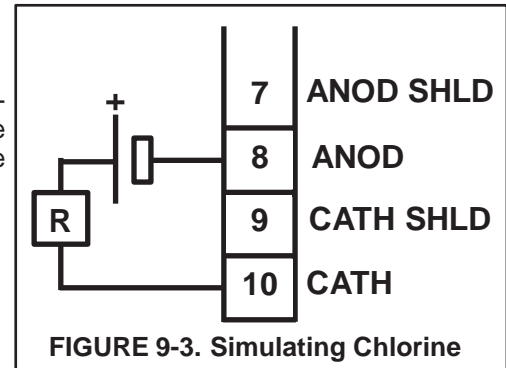 +
7 ANOD SHLD
8 ANOD
R 9 CATH SHLD
10 CATH
FIGURE 9-3. Simulating Chlorine